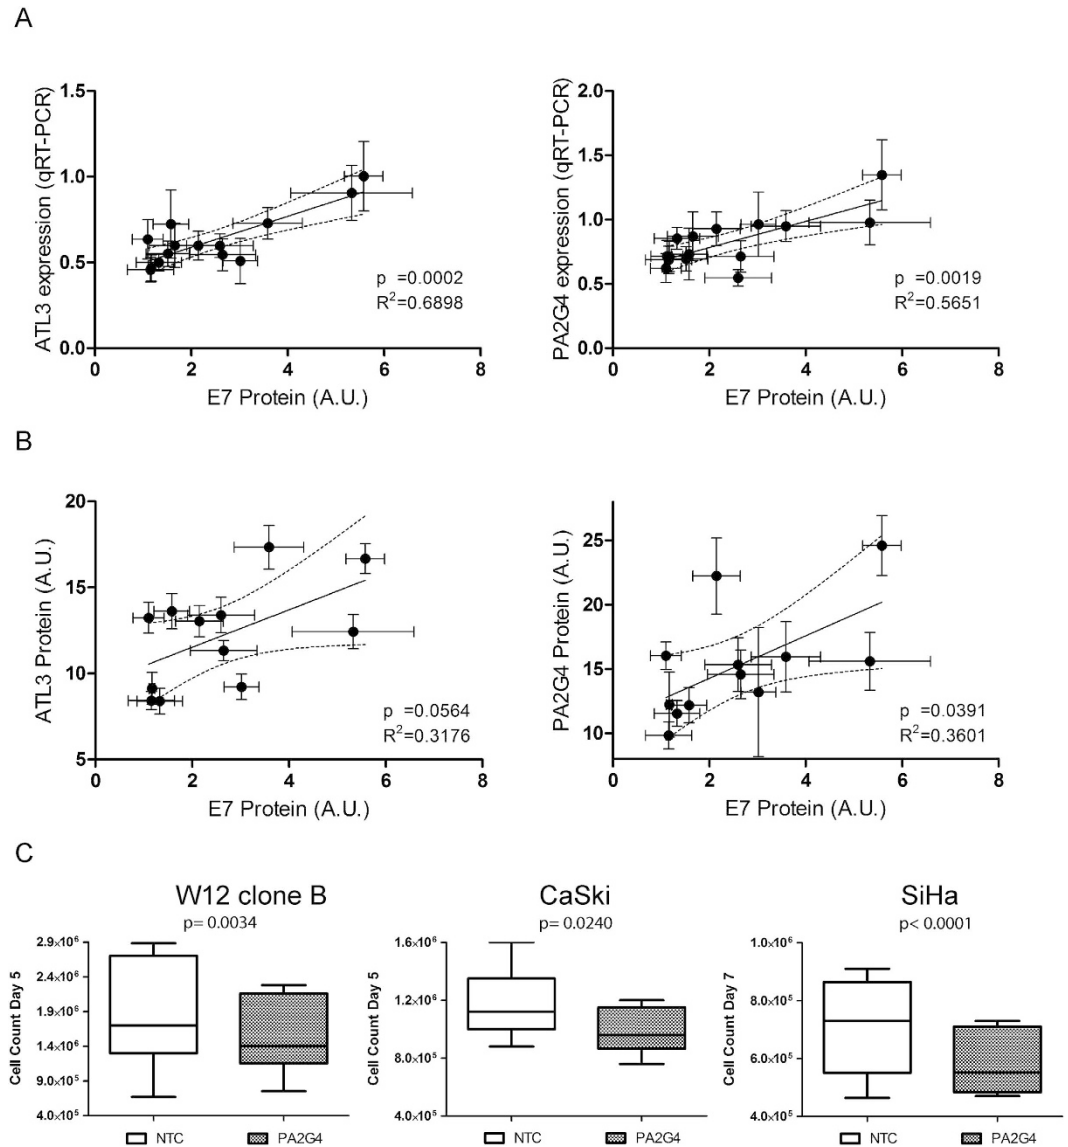 A
ATL3 expression (qRT-PCR)
1.5
1.0
0.5
0.0
p =0.0002
R²=0.6898
0 2 4 6 8
E7 Protein (A.U.)
PA2G4 expression (qRT-PCR)
2.0
1.5
1.0
0.5
0.0
p =0.0019
R²=0.5651
0 2 4 6 8
E7 Protein (A.U.)
B
ATL3 Protein (A.U.)
20
15
10
5
p =0.0564
R²=0.3176
0 2 4 6 8
E7 Protein (A.U.)
PA2G4 Protein (A.U.)
25
20
15
10
p =0.0391
R²=0.3601
0 2 4 6 8
E7 Protein (A.U.)
C
W12 clone B
p= 0.0034
Cell Count Day 5
2.9×10⁶
2.4×10⁶
1.9×10⁶
1.4×10⁶
9.0×10⁵
4.0×10⁵
NTC PA2G4
CaSki
p= 0.0240
Cell Count Day 5
1.6×10⁶
1.2×10⁶
8.0×10⁵
4.0×10⁵
NTC PA2G4
SiHa
p< 0.0001
Cell Count Day 7
1.0×10⁶
8.0×10⁵
6.0×10⁵
4.0×10⁵
NTC PA2G4